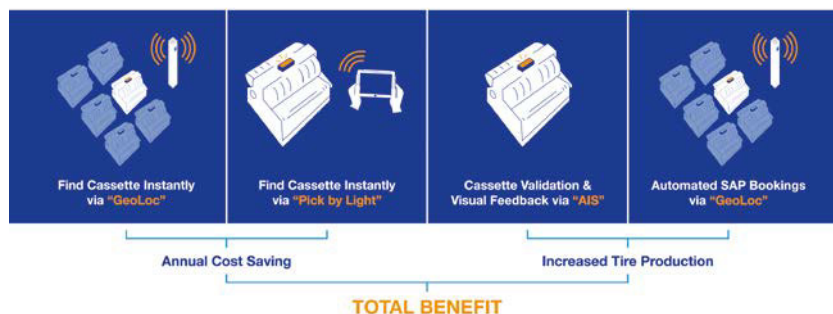 Find Cassette Instantly
via “GeoLoc”
Find Cassette Instantly
via “Pick by Light”
Cassette Validation &
Visual Feedback via “AIS”
Automated SAP Bookings
via “GeoLoc”
Annual Cost Saving
Increased Tire Production
TOTAL BENEFIT